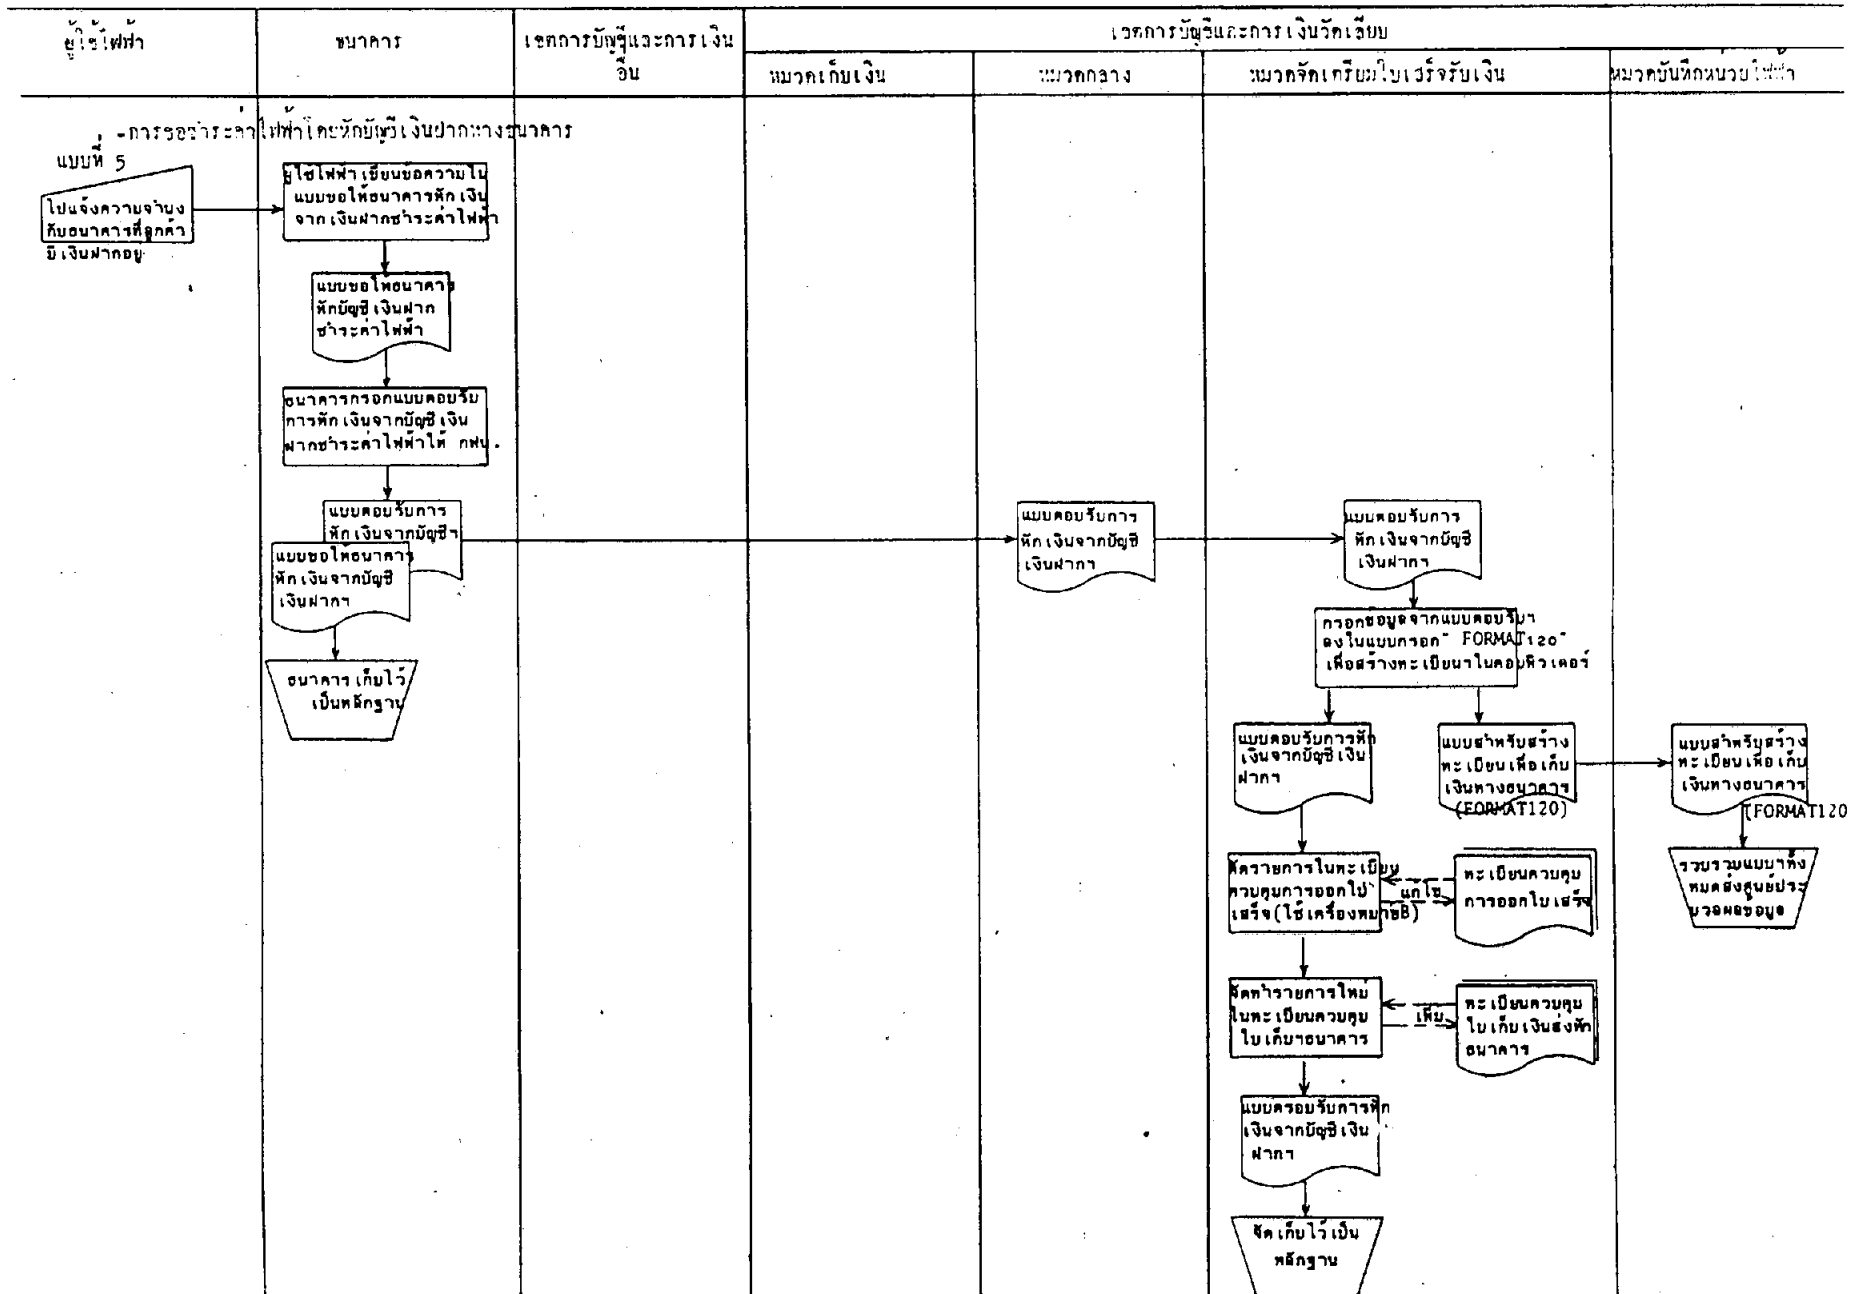 ผู้ใช้ไฟฟ้า
ธนาคาร
เขตการบัญชีและการเงิน
อื่น
เขตการบัญชีและการเงินวัดเลียบ
หมวดเก็บเงิน
หมวดกลาง
หมวดจัดเตรียมใบเสร็จรับเงิน
หมวดบันทึกหน่วยไฟฟ้า
-การขอชำระค่าไฟฟ้าโดยหักบัญชีเงินฝากทางธนาคาร
แบบที่ 5
ไปแจ้งความจำนง
กับธนาคารที่ลูกค้า
มีเงินฝากอยู่
ผู้ใช้ไฟฟ้าเขียนข้อความใน
แบบขอให้ธนาคารหักเงิน
จากเงินฝากชำระค่าไฟฟ้า
แบบขอให้ธนาคาร
หักบัญชีเงินฝาก
ชำระค่าไฟฟ้า
ธนาคารกรอกแบบตอบรับ
การหักเงินจากบัญชีเงิน
ฝากชำระค่าไฟฟ้าให้ กฟน.
แบบตอบรับการ
หักเงินจากบัญชีฯ
แบบขอให้ธนาคาร
หักเงินจากบัญชี
เงินฝากฯ
ธนาคารเก็บไว้
เป็นหลักฐาน
แบบตอบรับการ
หักเงินจากบัญชี
เงินฝากฯ
แบบตอบรับการ
หักเงินจากบัญชี
เงินฝากฯ
กรอกข้อมูลจากแบบตอบรับฯ
ลงในแบบกรอก" FORMAT120"
เพื่อสร้างทะเบียนฯในคอมพิวเตอร์
แบบตอบรับการหัก
เงินจากบัญชีเงิน
ฝากฯ
แบบสำหรับสร้าง
ทะเบียนเพื่อเก็บ
เงินทางธนาคาร
(FORMAT120)
แบบสำหรับสร้าง
ทะเบียนเพื่อเก็บ
เงินทางธนาคาร
(FORMAT120
ตัดรายการในทะเบียน
ควบคุมการออกใบ
เสร็จ(ใช้เครื่องหมายB)
แก้ไข
ทะเบียนควบคุม
การออกใบเสร็จ
รวบรวมแบบฯทั้ง
หมดส่งศูนย์ประ
มวลผลข้อมูล
จัดทำรายการใหม่
ในทะเบียนควบคุม
ใบเก็บฯธนาคาร
เพิ่ม
ทะเบียนควบคุม
ใบเก็บเงินส่งหัก
ธนาคาร
แบบครอบรับการหัก
เงินจากบัญชีเงิน
ฝากฯ
จัดเก็บไว้เป็น
หลักฐาน